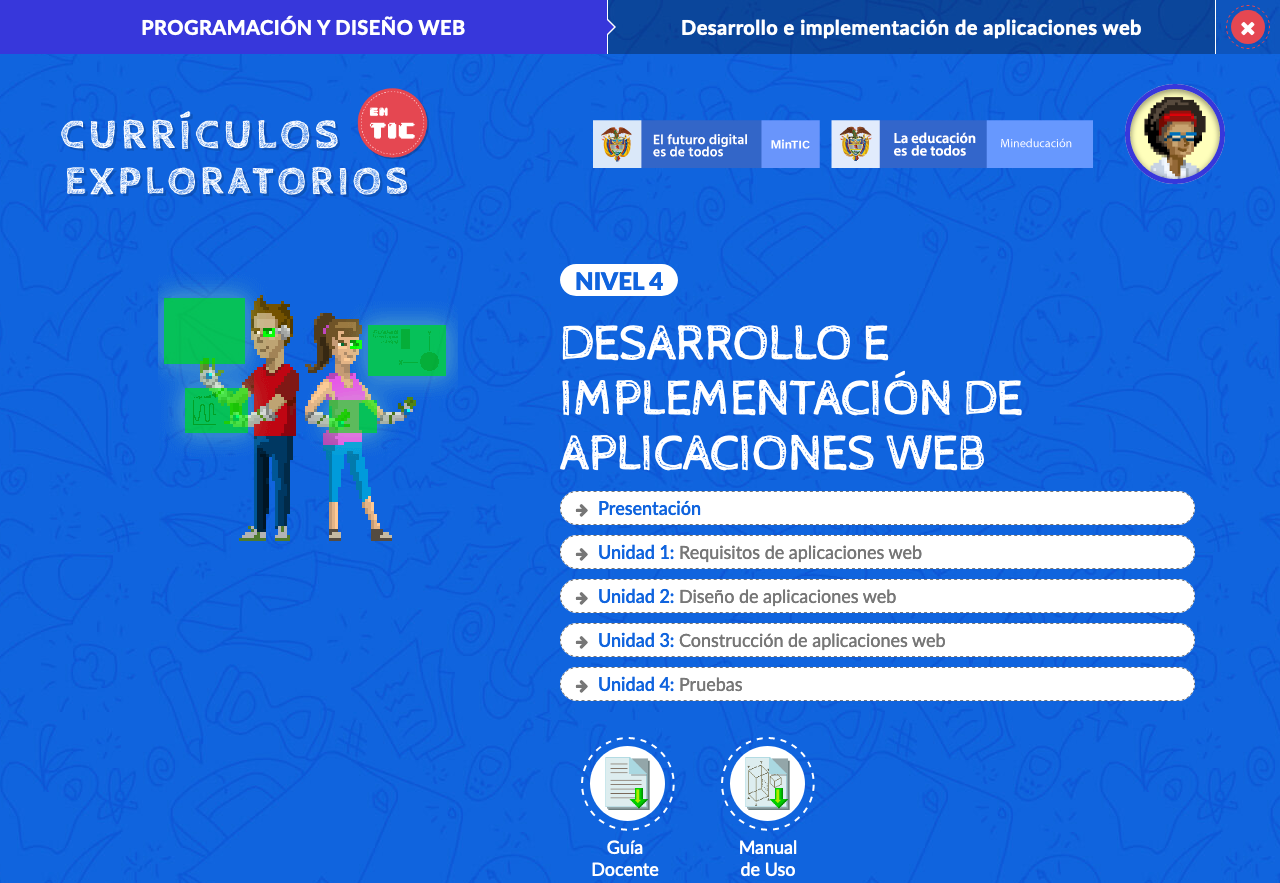 PROGRAMACIÓN Y DISEÑO WEB
Desarrollo e implementación de aplicaciones web
CURRÍCULOS
EN
TIC
EXPLORATORIOS
El futuro digital
es de todos
MinTIC
La educación
es de todos
Mineducación
NIVEL 4
DESARROLLO E
IMPLEMENTACIÓN DE
APLICACIONES WEB
Presentación
Unidad 1: Requisitos de aplicaciones web
Unidad 2: Diseño de aplicaciones web
Unidad 3: Construcción de aplicaciones web
Unidad 4: Pruebas
Guía
Docente
Manual
de Uso